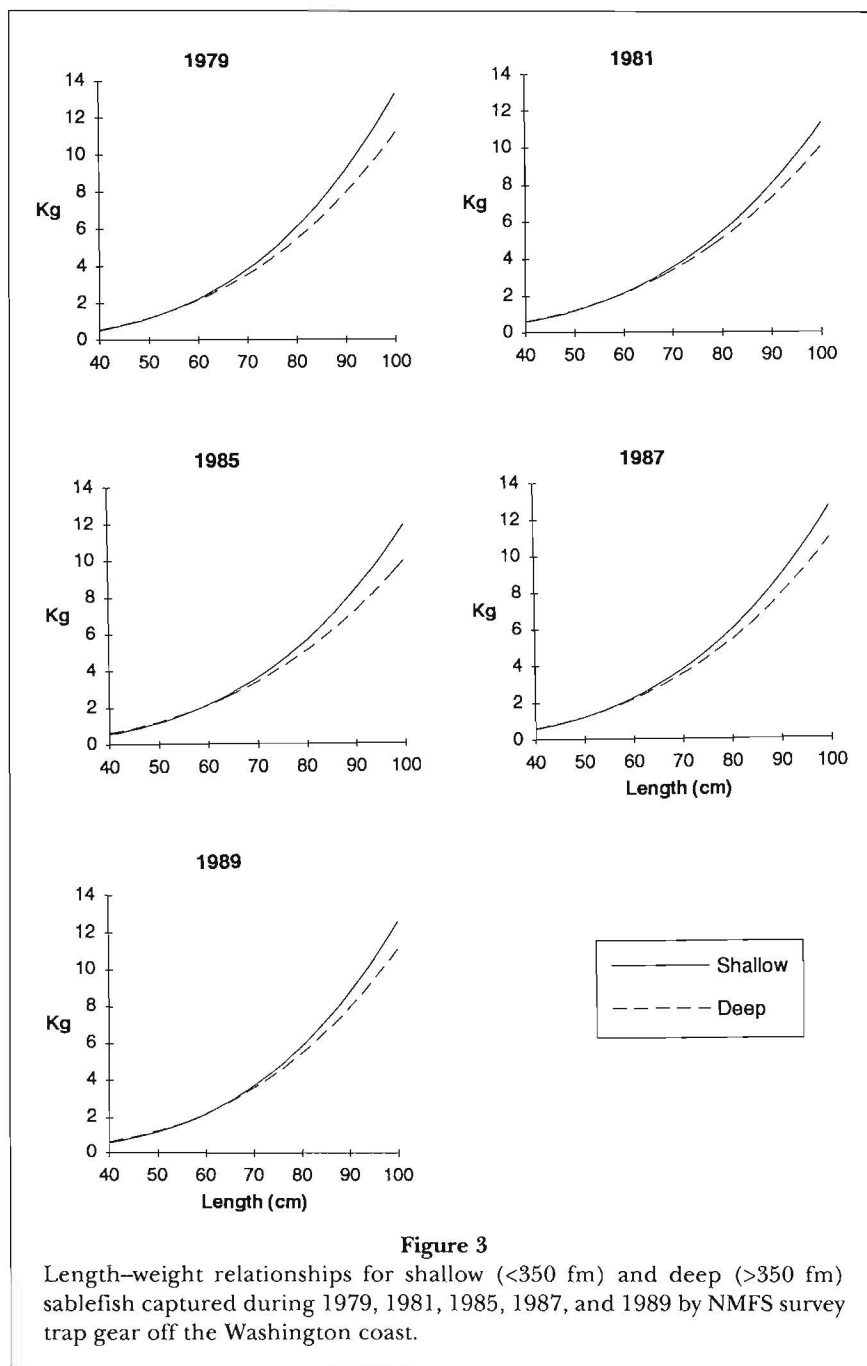 1979
14
12
10
8
Kg
6
4
2
0
40 50 60 70 80 90 100
1981
14
12
10
8
Kg
6
4
2
0
40 50 60 70 80 90 100
1985
14
12
10
8
Kg
6
4
2
0
40 50 60 70 80 90 100
1987
14
12
10
8
Kg
6
4
2
0
40 50 60 70 80 90 100
Length (cm)
1989
14
12
10
8
Kg
6
4
2
0
40 50 60 70 80 90 100
Length (cm)
Shallow
Deep
Figure 3
Length–weight relationships for shallow (<350 fm) and deep (>350 fm)
sablefish captured during 1979, 1981, 1985, 1987, and 1989 by NMFS survey
trap gear off the Washington coast.